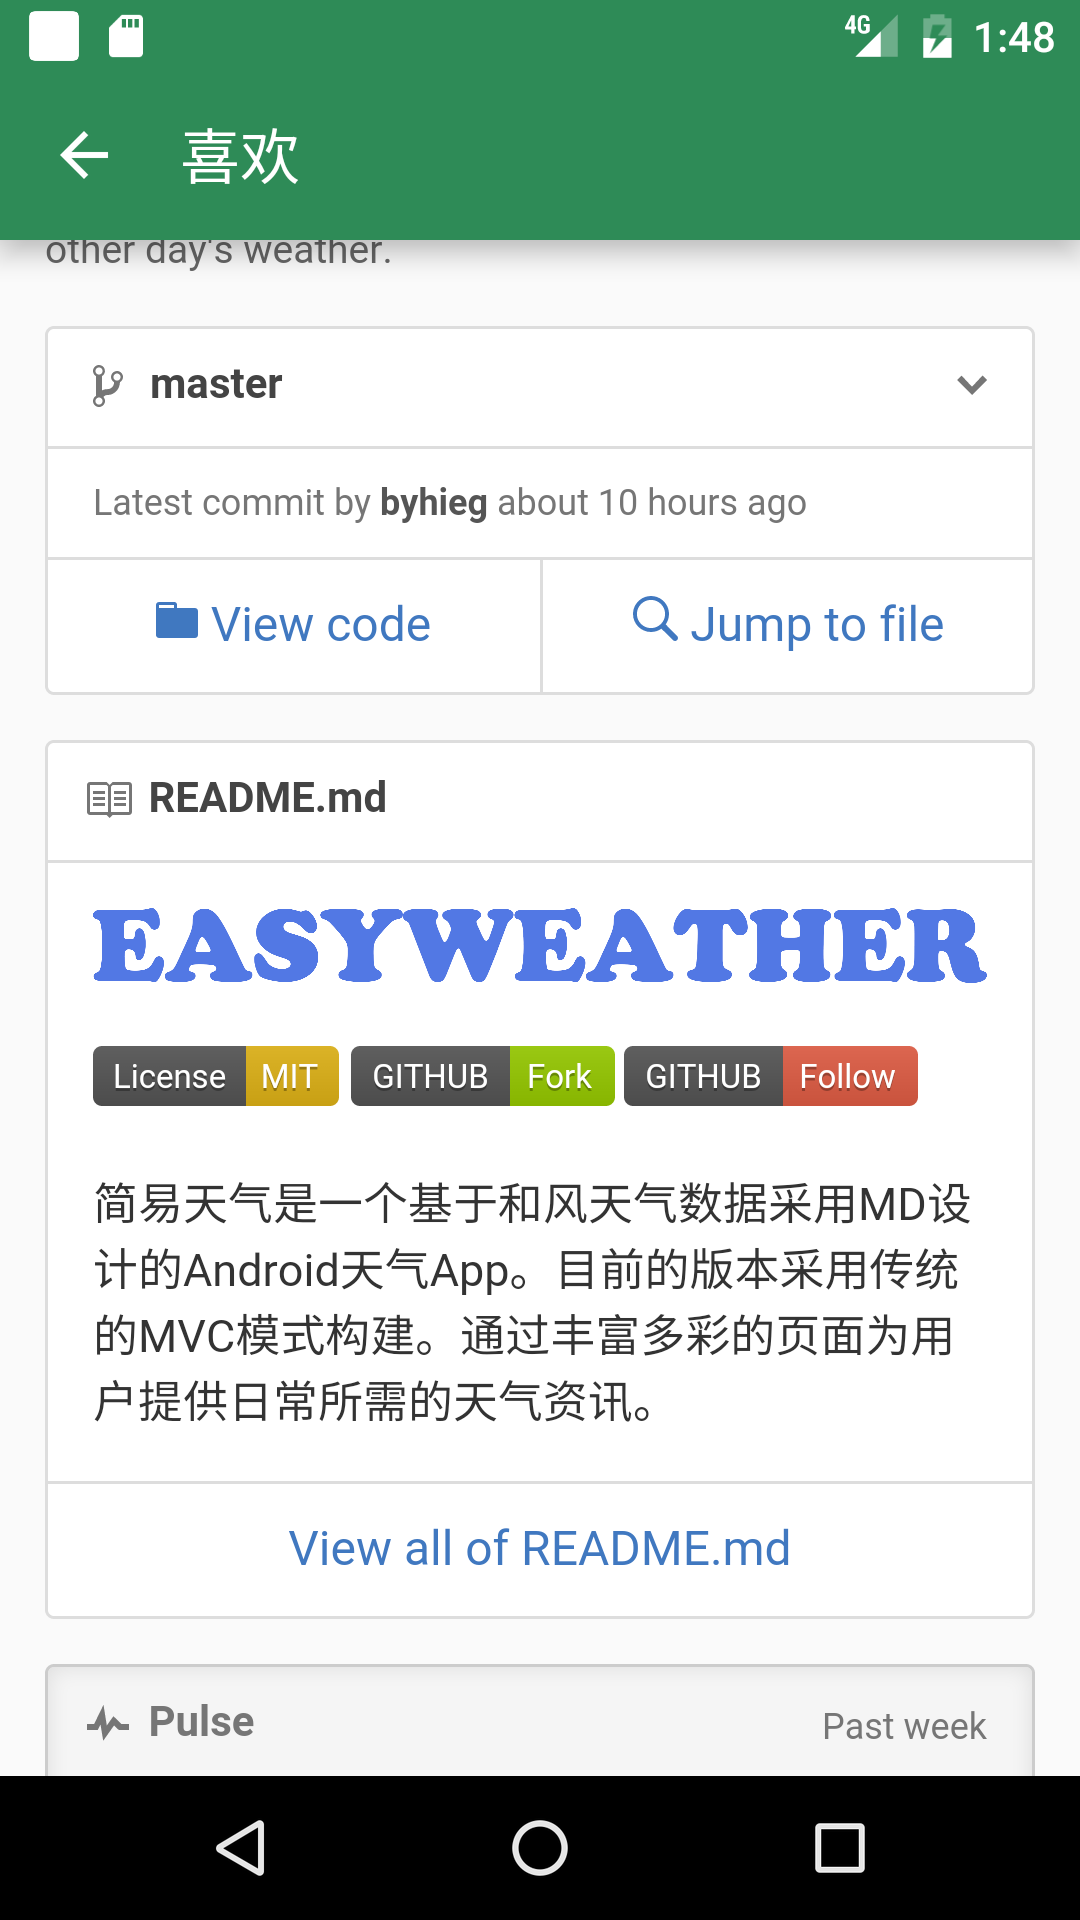 4G 1:48
喜欢
other day's weather.
master
Latest commit by byhieg about 10 hours ago
View code
Jump to file
README.md
EASYWEATHER
License MIT GITHUB Fork GITHUB Follow
简易天气是一个基于和风天气数据采用MD设
计的Android天气App。目前的版本采用传统
的MVC模式构建。通过丰富多彩的页面为用
户提供日常所需的天气资讯。
View all of README.md
Pulse
Past week